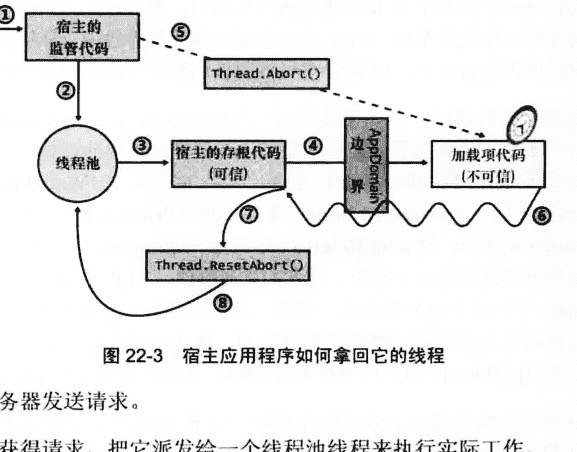 ①
宿主的
监管代码
⑤
Thread.Abort()
②
线程池
③
宿主的存根代码
(可信)
④
AppDomain
边界
加载项代码
(不可信)
⑥
⑦
Thread.ResetAbort()
⑧
图 22-3 宿主应用程序如何拿回它的线程
务器发送请求。
获得请求，把它派发给一个线程池线程来执行实际工作。